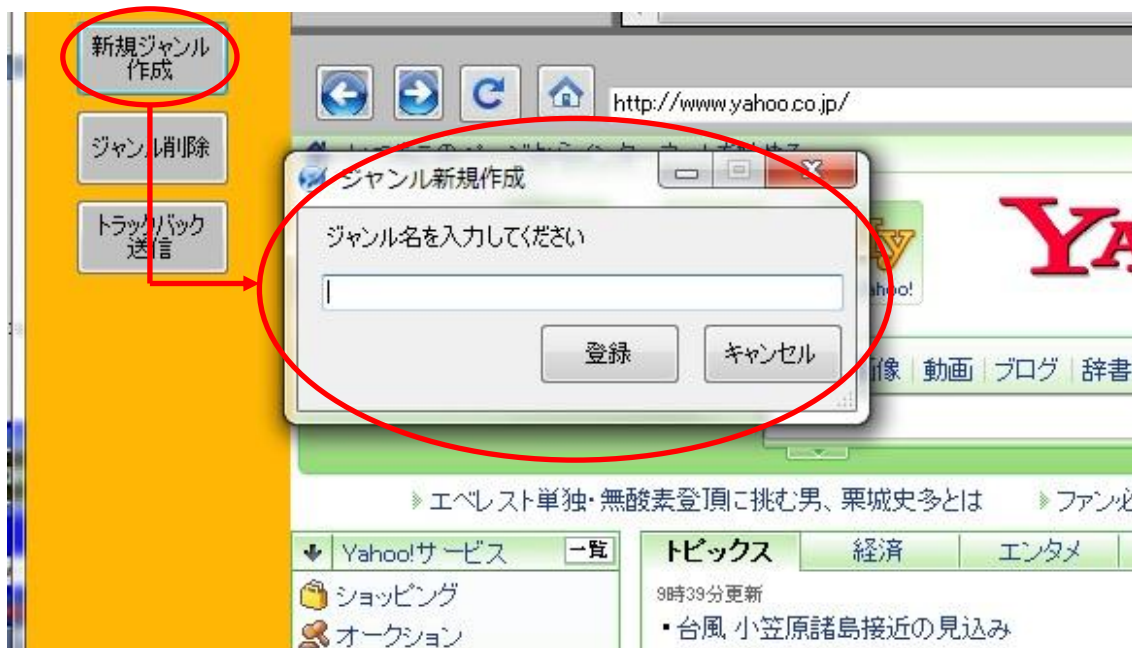 新規ジャンル
作成
ジャンル削除
トラックバック
送信
http://www.yahoo.co.jp/
ジャンル新規作成
ジャンル名を入力してください
登録
キャンセル
YA
hoo!
画像 動画 ブログ 辞書
エベレスト単独・無酸素登頂に挑む男、栗城史多とは
ファン必
Yahoo!サービス
一覧
トピックス
経済
エンタメ
9時39分更新
ショッピング
・台風 小笠原諸島接近の見込み
オークション